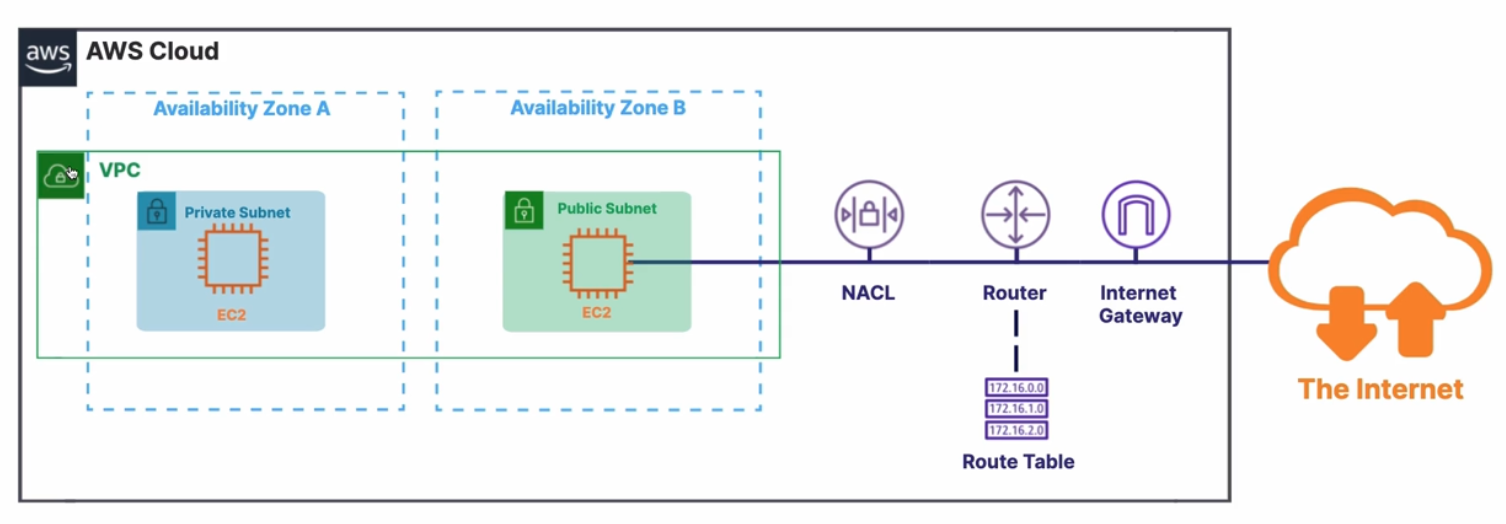 aws
AWS Cloud
Availability Zone A
Availability Zone B
VPC
Private Subnet
EC2
Public Subnet
EC2
NACL
Router
Internet
Gateway
172.16.0.0
172.16.1.0
172.16.2.0
Route Table
The Internet